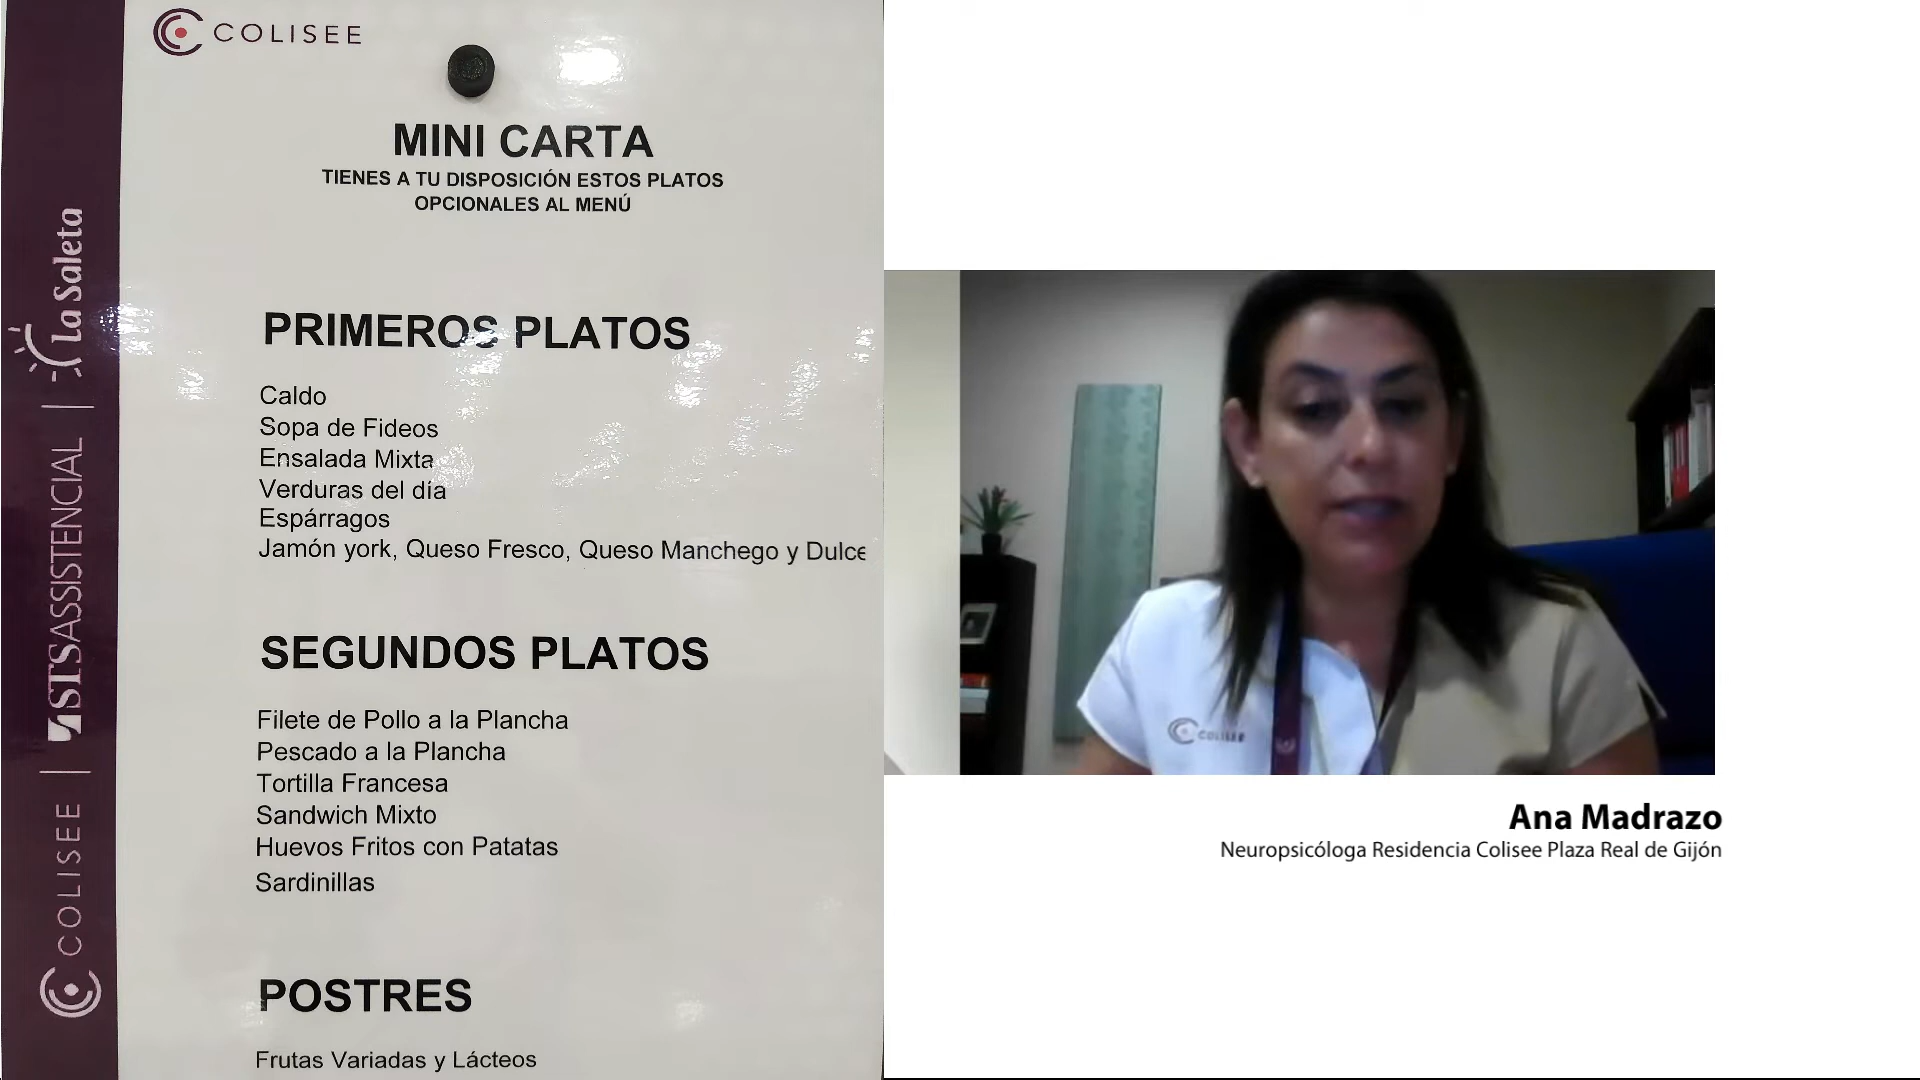 COLISEE
MINI CARTA
TIENES A TU DISPOSICIÓN ESTOS PLATOS
OPCIONALES AL MENÚ
PRIMEROS PLATOS
Caldo
Sopa de Fideos
Ensalada Mixta
Verduras del día
Espárragos
Jamón york, Queso Fresco, Queso Manchego y Dulce
SEGUNDOS PLATOS
Filete de Pollo a la Plancha
Pescado a la Plancha
Tortilla Francesa
Sandwich Mixto
Huevos Fritos con Patatas
Sardinillas
POSTRES
Frutas Variadas y Lácteos
COLISEE | STSASSISTENCIAL | La Saleta
COLISEE
Ana Madrazo
Neuropsicóloga Residencia Colisee Plaza Real de Gijón